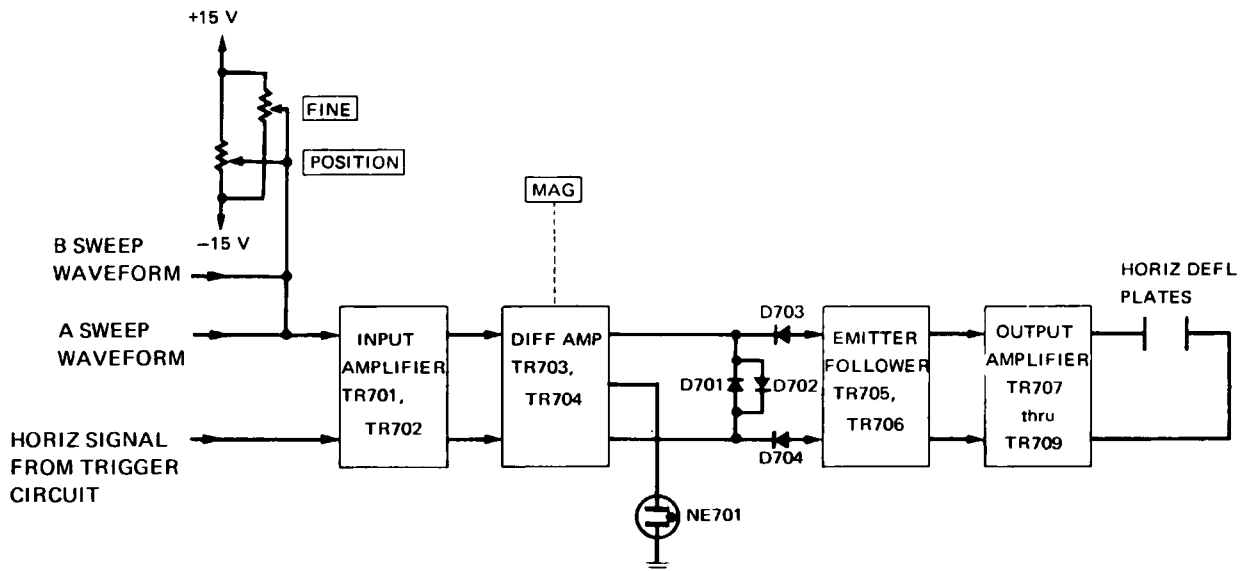 +15 V
FINE
POSITION
−15 V
MAG
B SWEEP
WAVEFORM
A SWEEP
WAVEFORM
HORIZ SIGNAL
FROM TRIGGER
CIRCUIT
INPUT
AMPLIFIER
TR701,
TR702
DIFF AMP
TR703,
TR704
NE701
D703
D701
D702
D704
EMITTER
FOLLOWER
TR705,
TR706
OUTPUT
AMPLIFIER
TR707
thru
TR709
HORIZ DEFL
PLATES